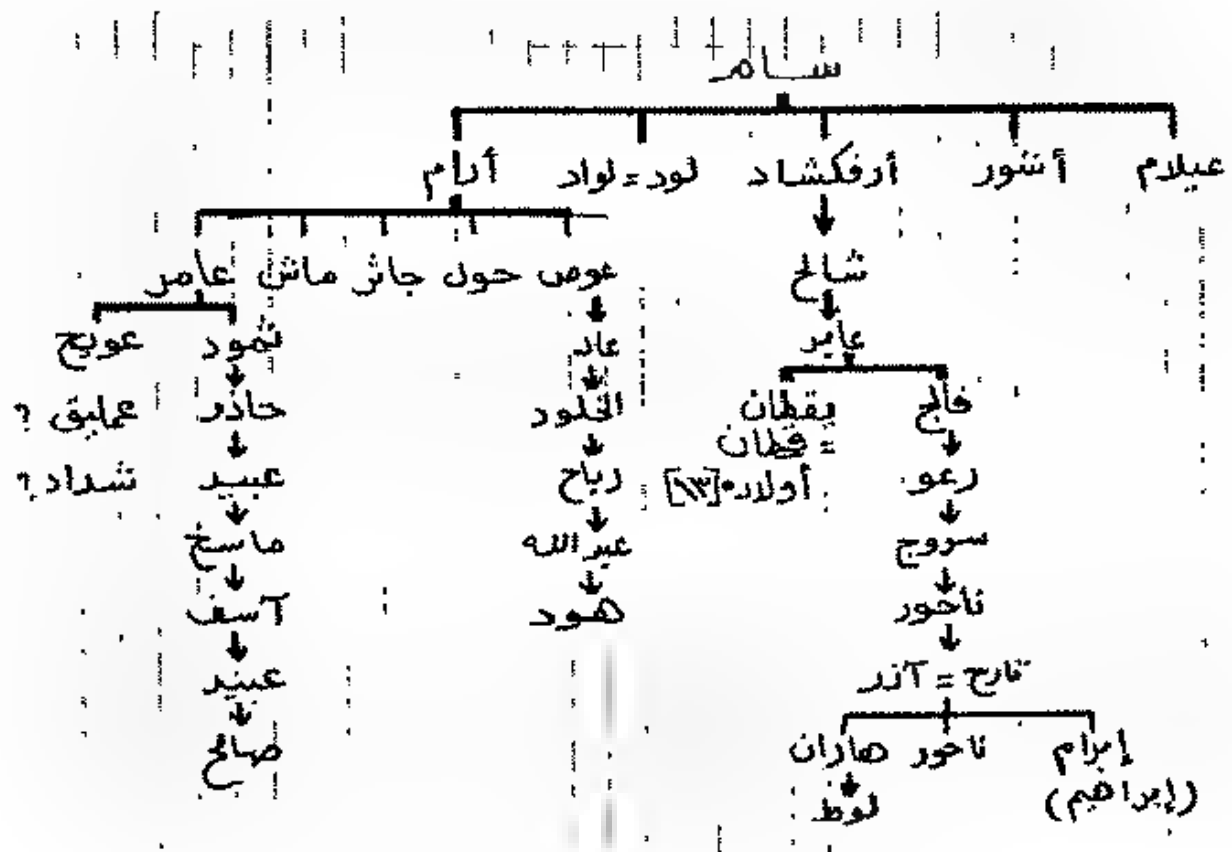 سام
عيلام أشور أرفكشاد لود = لواد أرام
شالح عوص حول جاثر ماش عامر
عابر عاد ثمود عويج
فالج يقطان الخلود حاذر عمليق ?
= قحطان
رعو أولاده [١٣] رباح عبيد شداد ?
سروج عبد الله ماسخ
ناحور هود آسف
تارح = آزر عبيد
إبرام ناحور هاران صالح
(إبراهيم) لوط